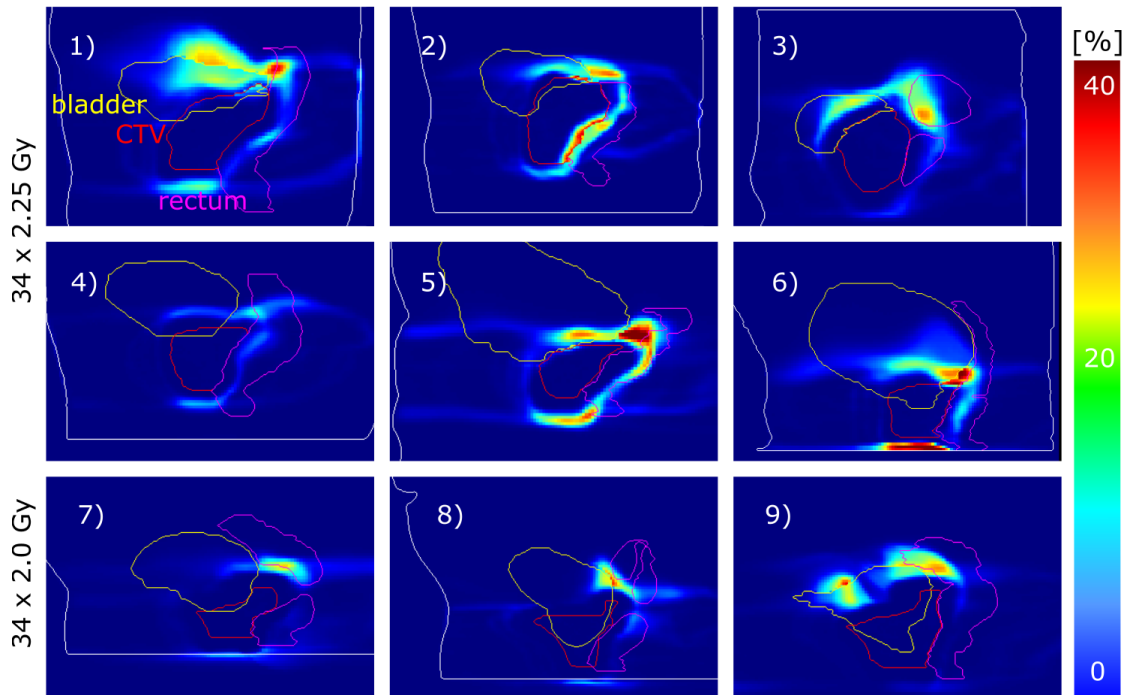 1)
2)
3)
[%]
40
bladder
CTV
rectum
34 x 2.25 Gy
4)
5)
6)
20
7)
8)
9)
34 x 2.0 Gy
0